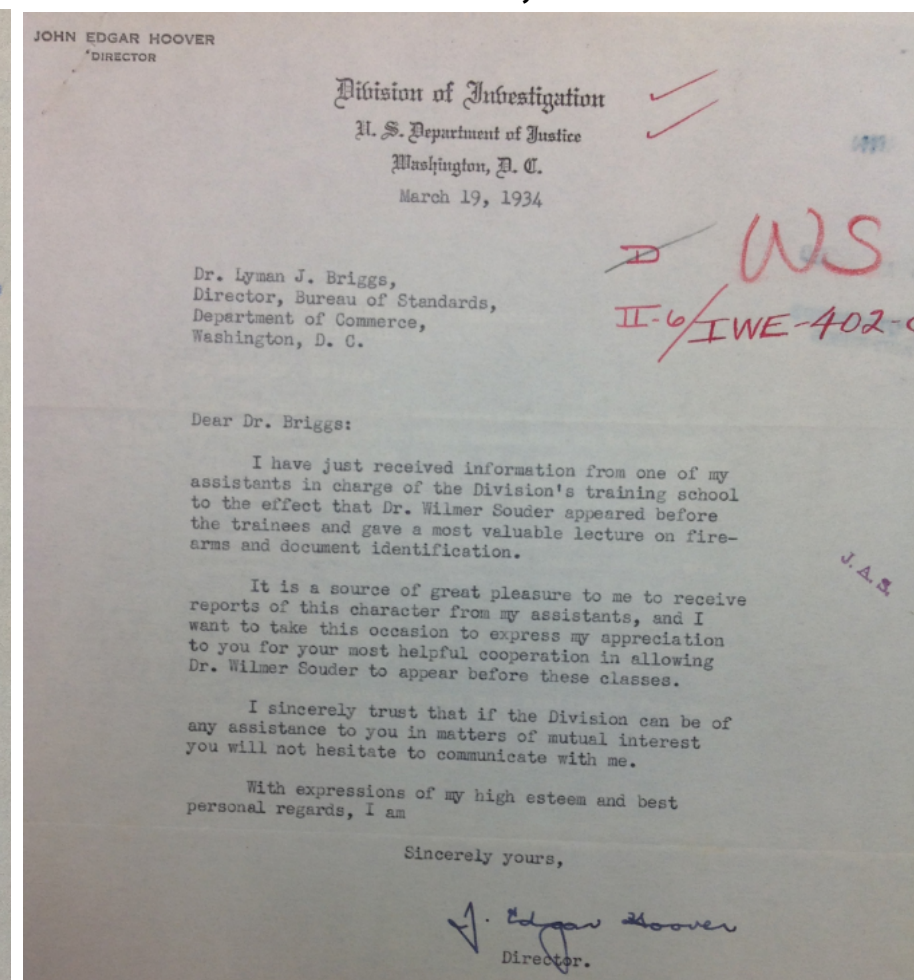 JOHN EDGAR HOOVER
DIRECTOR
Division of Investigation
U. S. Department of Justice
Washington, D. C.
March 19, 1934
D
WS
II-6/IWE-402-
Dr. Lyman J. Briggs,
Director, Bureau of Standards,
Department of Commerce,
Washington, D. C.
Dear Dr. Briggs:
I have just received information from one of my
assistants in charge of the Division's training school
to the effect that Dr. Wilmer Souder appeared before
the trainees and gave a most valuable lecture on fire-
arms and document identification.
J. A. S.
It is a source of great pleasure to me to receive
reports of this character from my assistants, and I
want to take this occasion to express my appreciation
to you for your most helpful cooperation in allowing
Dr. Wilmer Souder to appear before these classes.
I sincerely trust that if the Division can be of
any assistance to you in matters of mutual interest
you will not hesitate to communicate with me.
With expressions of my high esteem and best
personal regards, I am
Sincerely yours,
J. Edgar Hoover
Director.